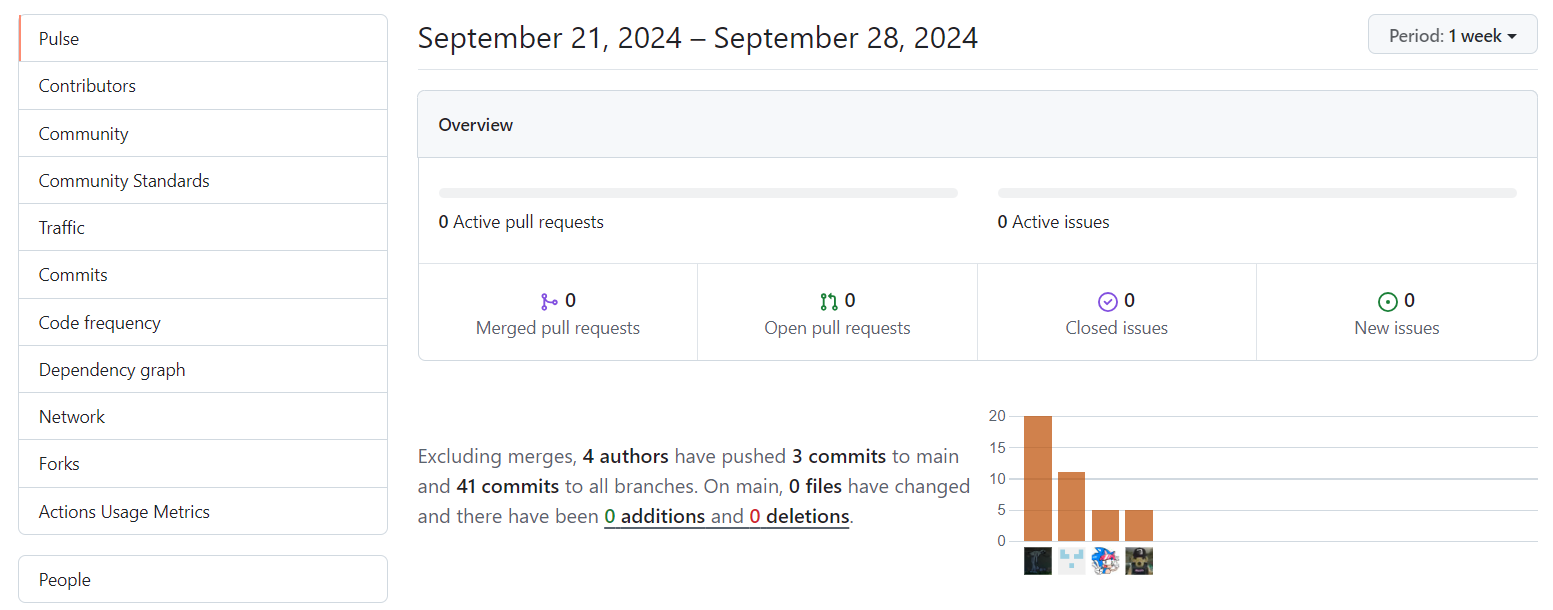 Pulse
Contributors
Community
Community Standards
Traffic
Commits
Code frequency
Dependency graph
Network
Forks
Actions Usage Metrics
People
September 21, 2024 – September 28, 2024
Period: 1 week
Overview
0 Active pull requests
0 Active issues
0
Merged pull requests
0
Open pull requests
0
Closed issues
0
New issues
Excluding merges, 4 authors have pushed 3 commits to main
and 41 commits to all branches. On main, 0 files have changed
and there have been 0 additions and 0 deletions.
20
15
10
5
0